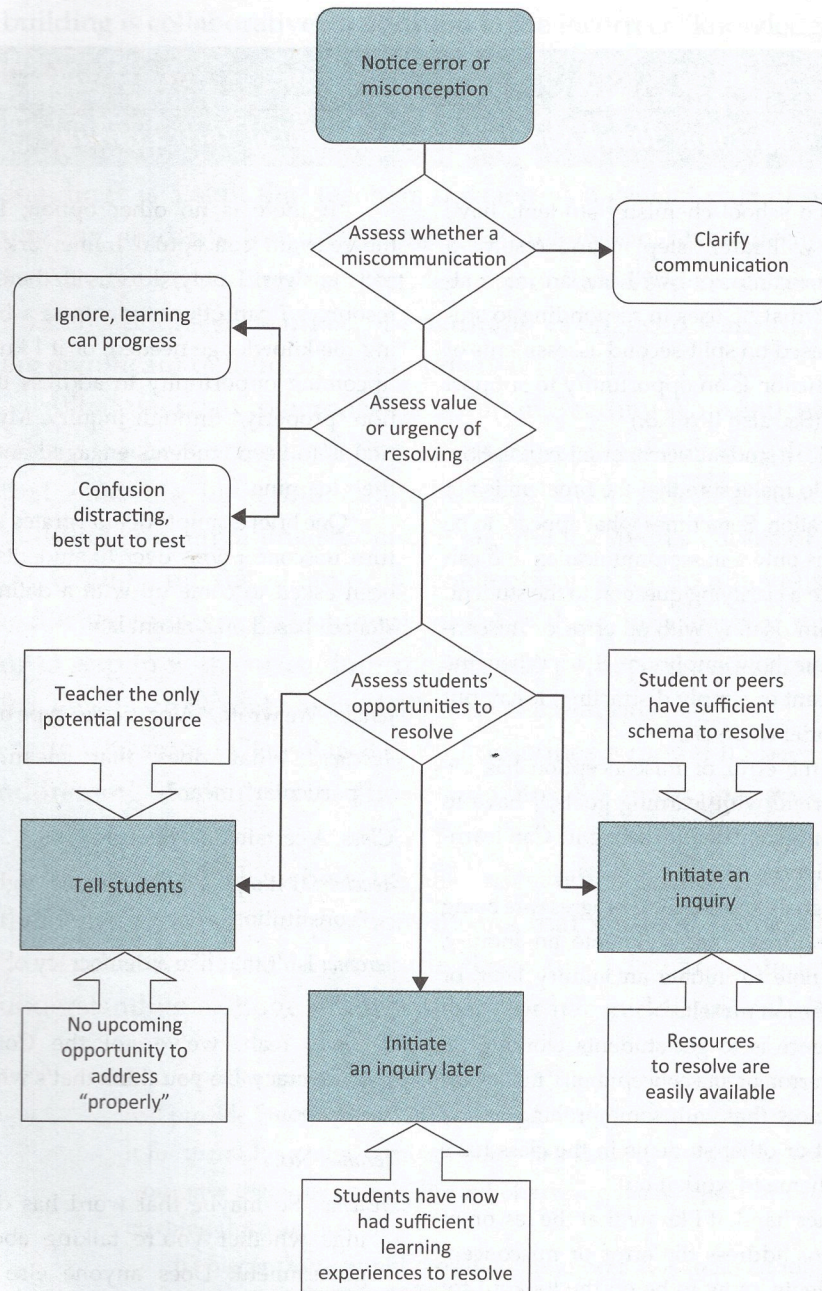 Notice error or
misconception
Assess whether a
miscommunication
Clarify
communication
Ignore, learning
can progress
Assess value
or urgency of
resolving
Confusion
distracting,
best put to rest
Teacher the only
potential resource
Assess students’
opportunities to
resolve
Student or peers
have sufficient
schema to resolve
Tell students
Initiate an
inquiry
No upcoming
opportunity to
address
“properly”
Initiate
an inquiry later
Resources
to resolve are
easily available
Students have now
had sufficient
learning
experiences to resolve